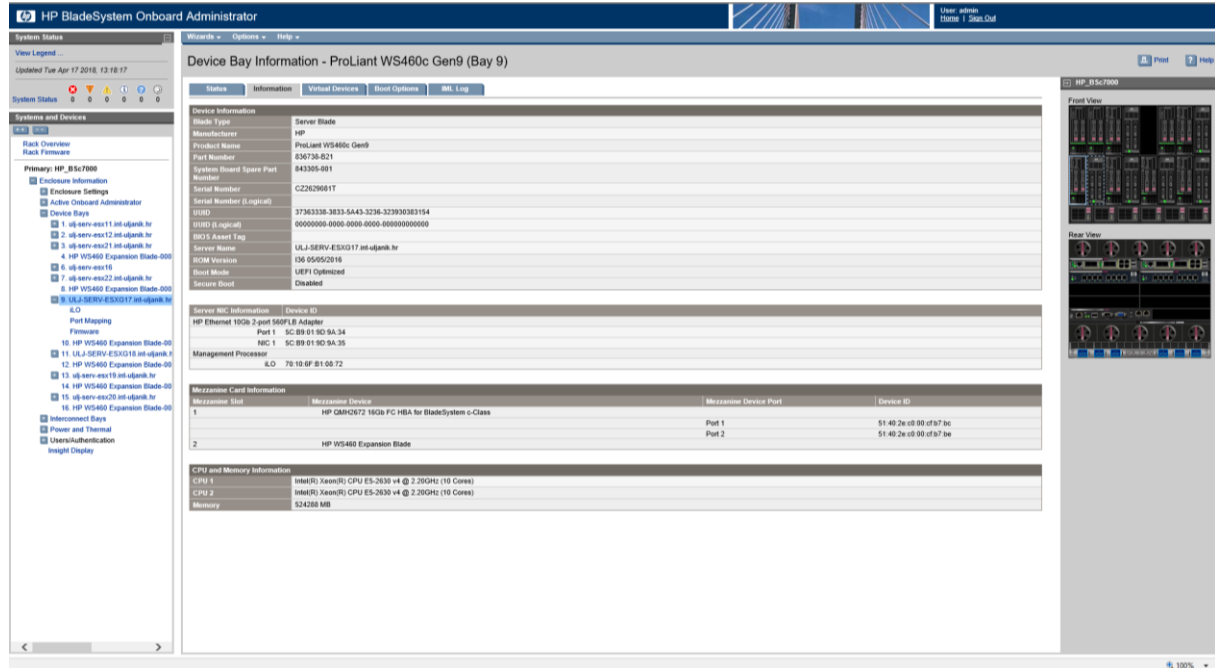 HP BladeSystem Onboard Administrator
User: admin
Home | Sign Out
System Status
View Legend ...
Updated Tue Apr 17 2018, 13:18:17
System Status 0 0 0 0 0 0
Systems and Devices
Rack Overview
Rack Firmware
Primary: HP_BSc7000
Enclosure Information
Enclosure Settings
Active Onboard Administrator
Device Bays
1. ulj-serv-esx11.int-uljanik.hr
2. ulj-serv-esx12.int-uljanik.hr
3. ulj-serv-esx21.int-uljanik.hr
4. HP WS460 Expansion Blade-000
6. ulj-serv-esx16
7. ulj-serv-esx22.int-uljanik.hr
8. HP WS460 Expansion Blade-000
9. ULJ-SERV-ESXG17.int-uljanik.hr
iLO
Port Mapping
Firmware
10. HP WS460 Expansion Blade-00
11. ULJ-SERV-ESXG18.int-uljanik.h
12. HP WS460 Expansion Blade-00
13. ulj-serv-esx19.int-uljanik.hr
14. HP WS460 Expansion Blade-00
15. ulj-serv-esx20.int-uljanik.hr
16. HP WS460 Expansion Blade-00
Interconnect Bays
Power and Thermal
Users/Authentication
Insight Display
Wizards Options Help
Device Bay Information - ProLiant WS460c Gen9 (Bay 9)
Print Help
Status Information Virtual Devices Boot Options IML Log
Device Information
Blade Type Server Blade
Manufacturer HP
Product Name ProLiant WS460c Gen9
Part Number 836738-B21
System Board Spare Part Number 843305-001
Serial Number CZ2629081T
Serial Number (Logical)
UUID 37363338-3833-5A43-3236-323930383154
UUID (Logical) 00000000-0000-0000-0000-000000000000
BIOS Asset Tag
Server Name ULJ-SERV-ESXG17.int-uljanik.hr
ROM Version I36 05/05/2016
Boot Mode UEFI Optimized
Secure Boot Disabled
Server NIC Information Device ID
HP Ethernet 10Gb 2-port 560FLB Adapter
Port 1 5C:B9:01:9D:9A:34
NIC 1 5C:B9:01:9D:9A:35
Management Processor
iLO 70:10:6F:B1:08:72
Mezzanine Card Information
Mezzanine Slot Mezzanine Device Mezzanine Device Port Device ID
1 HP QMH2672 16Gb FC HBA for BladeSystem c-Class
Port 1 51:40:2e:c0:00:cf:b7:bc
Port 2 51:40:2e:c0:00:cf:b7:be
2 HP WS460 Expansion Blade
CPU and Memory Information
CPU 1 Intel(R) Xeon(R) CPU E5-2630 v4 @ 2.20GHz (10 Cores)
CPU 2 Intel(R) Xeon(R) CPU E5-2630 v4 @ 2.20GHz (10 Cores)
Memory 524288 MB
HP_BSc7000
Front View
Rear View
100%